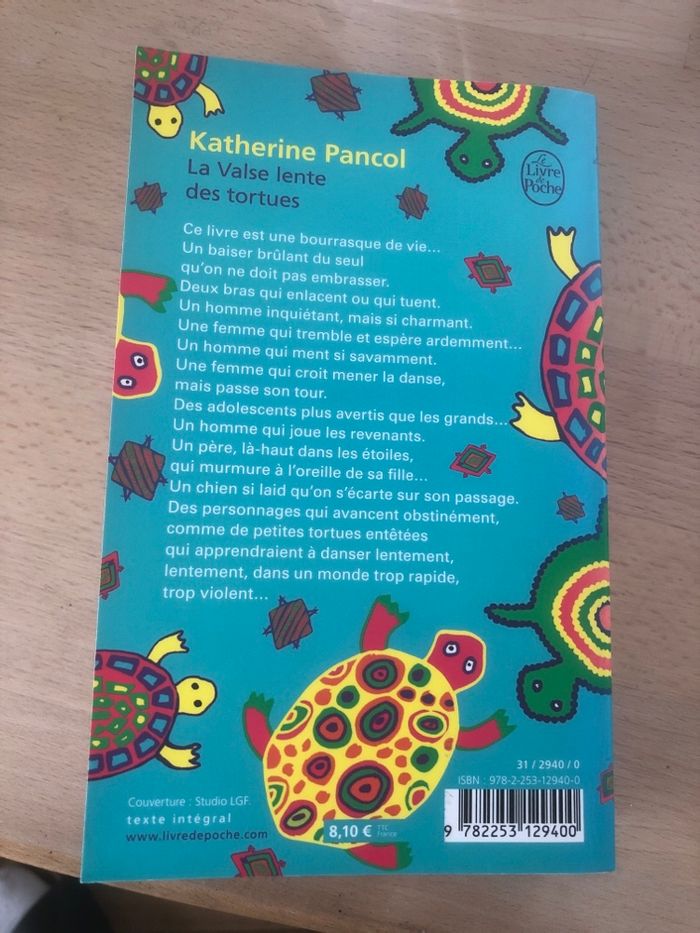 Katherine Pancol
La Valse lente
des tortues
Le
Livre
de
Poche
Ce livre est une bourrasque de vie...
Un baiser brûlant du seul
qu'on ne doit pas embrasser.
Deux bras qui enlacent ou qui tuent.
Un homme inquiétant, mais si charmant.
Une femme qui tremble et espère ardemment...
Un homme qui ment si savamment.
Une femme qui croit mener la danse,
mais passe son tour.
Des adolescents plus avertis que les grands...
Un homme qui joue les revenants.
Un père, là-haut dans les étoiles,
qui murmure à l'oreille de sa fille...
Un chien si laid qu'on s'écarte sur son passage.
Des personnages qui avancent obstinément,
comme de petites tortues entêtées
qui apprendraient à danser lentement,
lentement, dans un monde trop rapide,
trop violent...
31 / 2940 / 0
ISBN : 978-2-253-12940-0
Couverture : Studio LGF.
texte intégral
www.livredepoche.com
8,10 € TTC
France
9 782253 129400